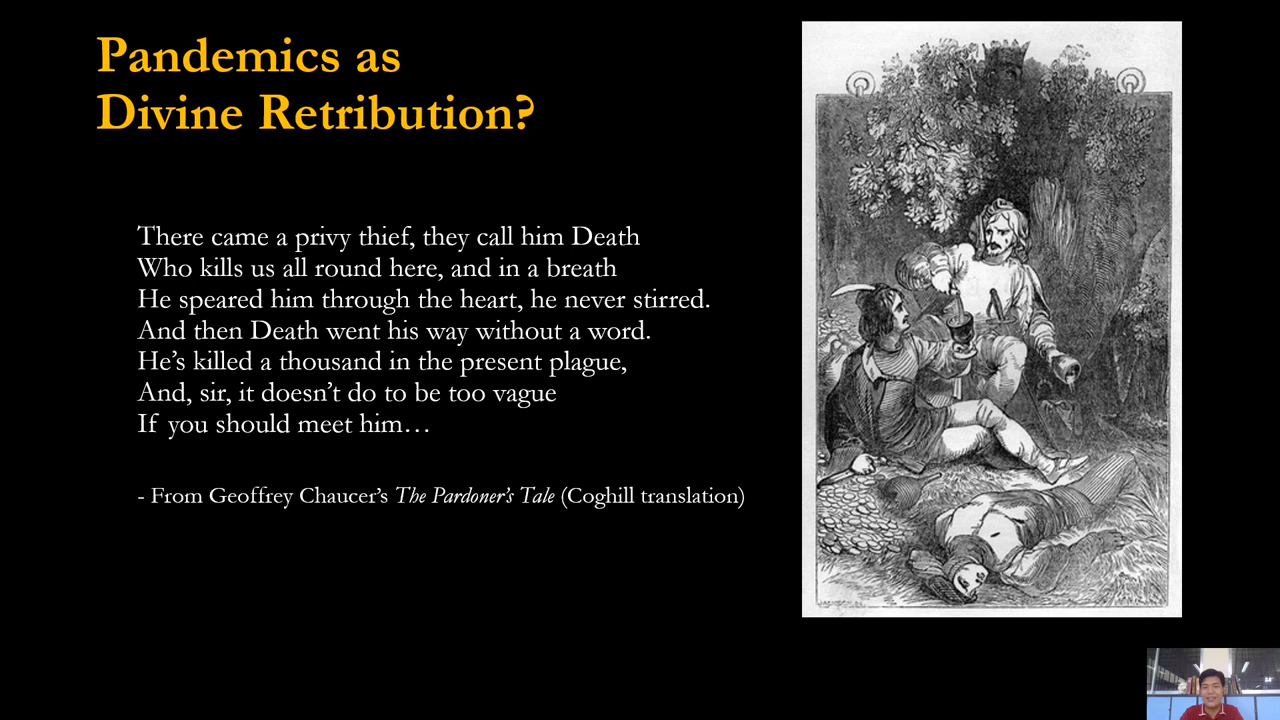 Pandemics as
Divine Retribution?
There came a privy thief, they call him Death
Who kills us all round here, and in a breath
He speared him through the heart, he never stirred.
And then Death went his way without a word.
He’s killed a thousand in the present plague,
And, sir, it doesn’t do to be too vague
If you should meet him…
- From Geoffrey Chaucer’s The Pardoner’s Tale (Coghill translation)